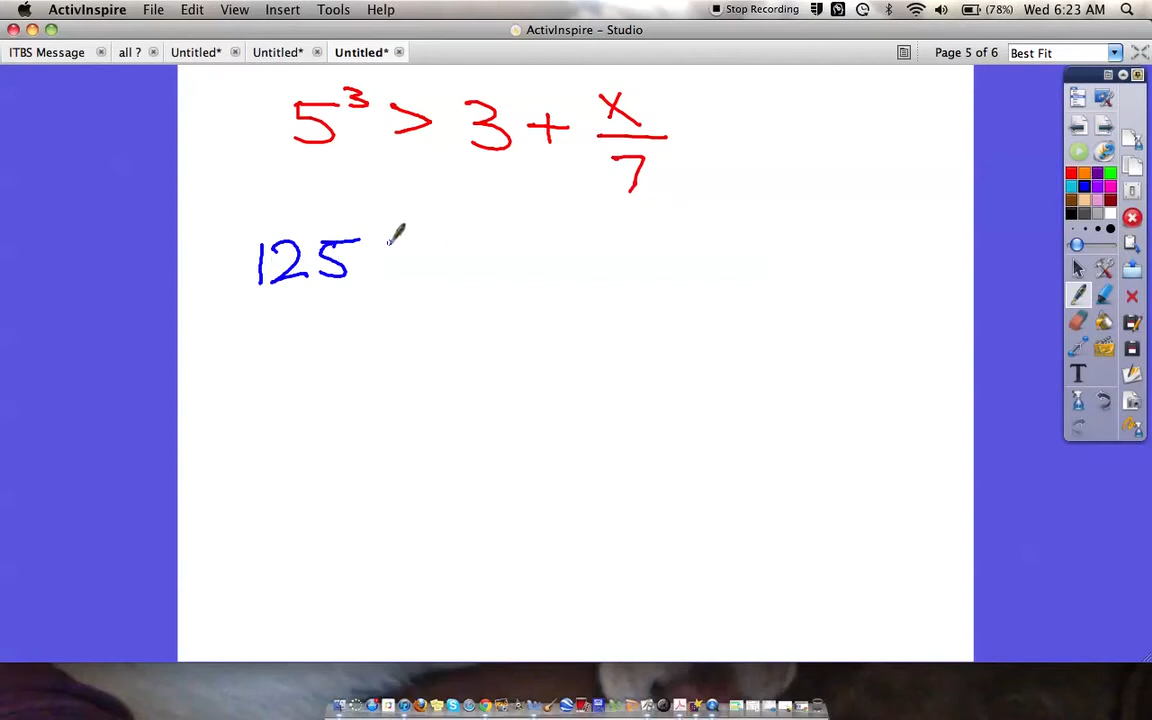 ActivInspire File Edit View Insert Tools Help Stop Recording (78%) Wed 6:23 AM
ActivInspire – Studio
ITBS Message all ? Untitled* Untitled* Untitled* Page 5 of 6 Best Fit
5³ > 3 + x/7
125
T